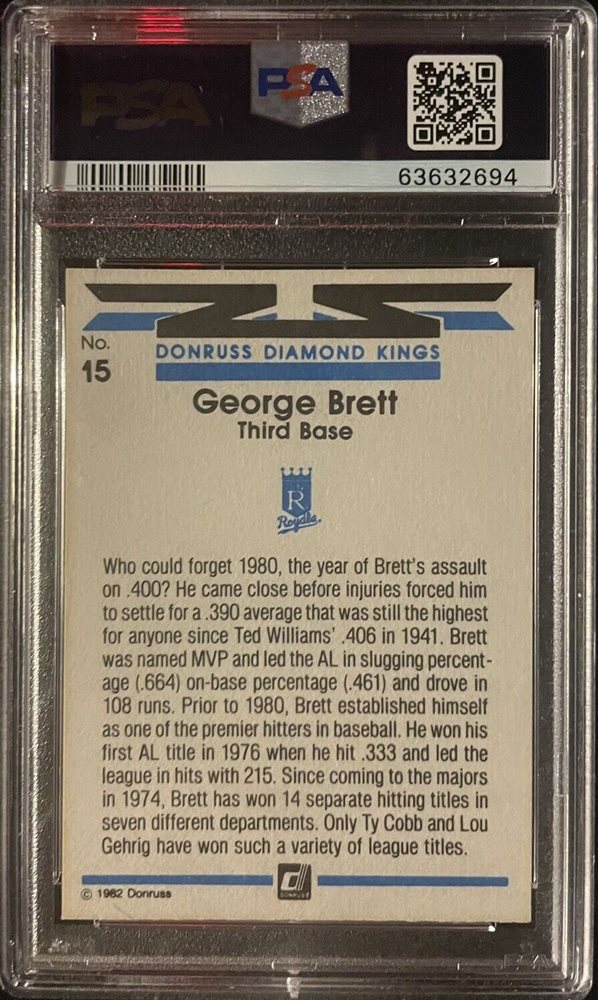 PSA
PSA
63632694
No.
15
DONRUSS DIAMOND KINGS
George Brett
Third Base
R
Royals.
Who could forget 1980, the year of Brett's assault
on .400? He came close before injuries forced him
to settle for a .390 average that was still the highest
for anyone since Ted Williams' .406 in 1941. Brett
was named MVP and led the AL in slugging percent-
age (.664) on-base percentage (.461) and drove in
108 runs. Prior to 1980, Brett established himself
as one of the premier hitters in baseball. He won his
first AL title in 1976 when he hit .333 and led the
league in hits with 215. Since coming to the majors
in 1974, Brett has won 14 separate hitting titles in
seven different departments. Only Ty Cobb and Lou
Gehrig have won such a variety of league titles.
© 1982 Donruss
d
DONRUSS